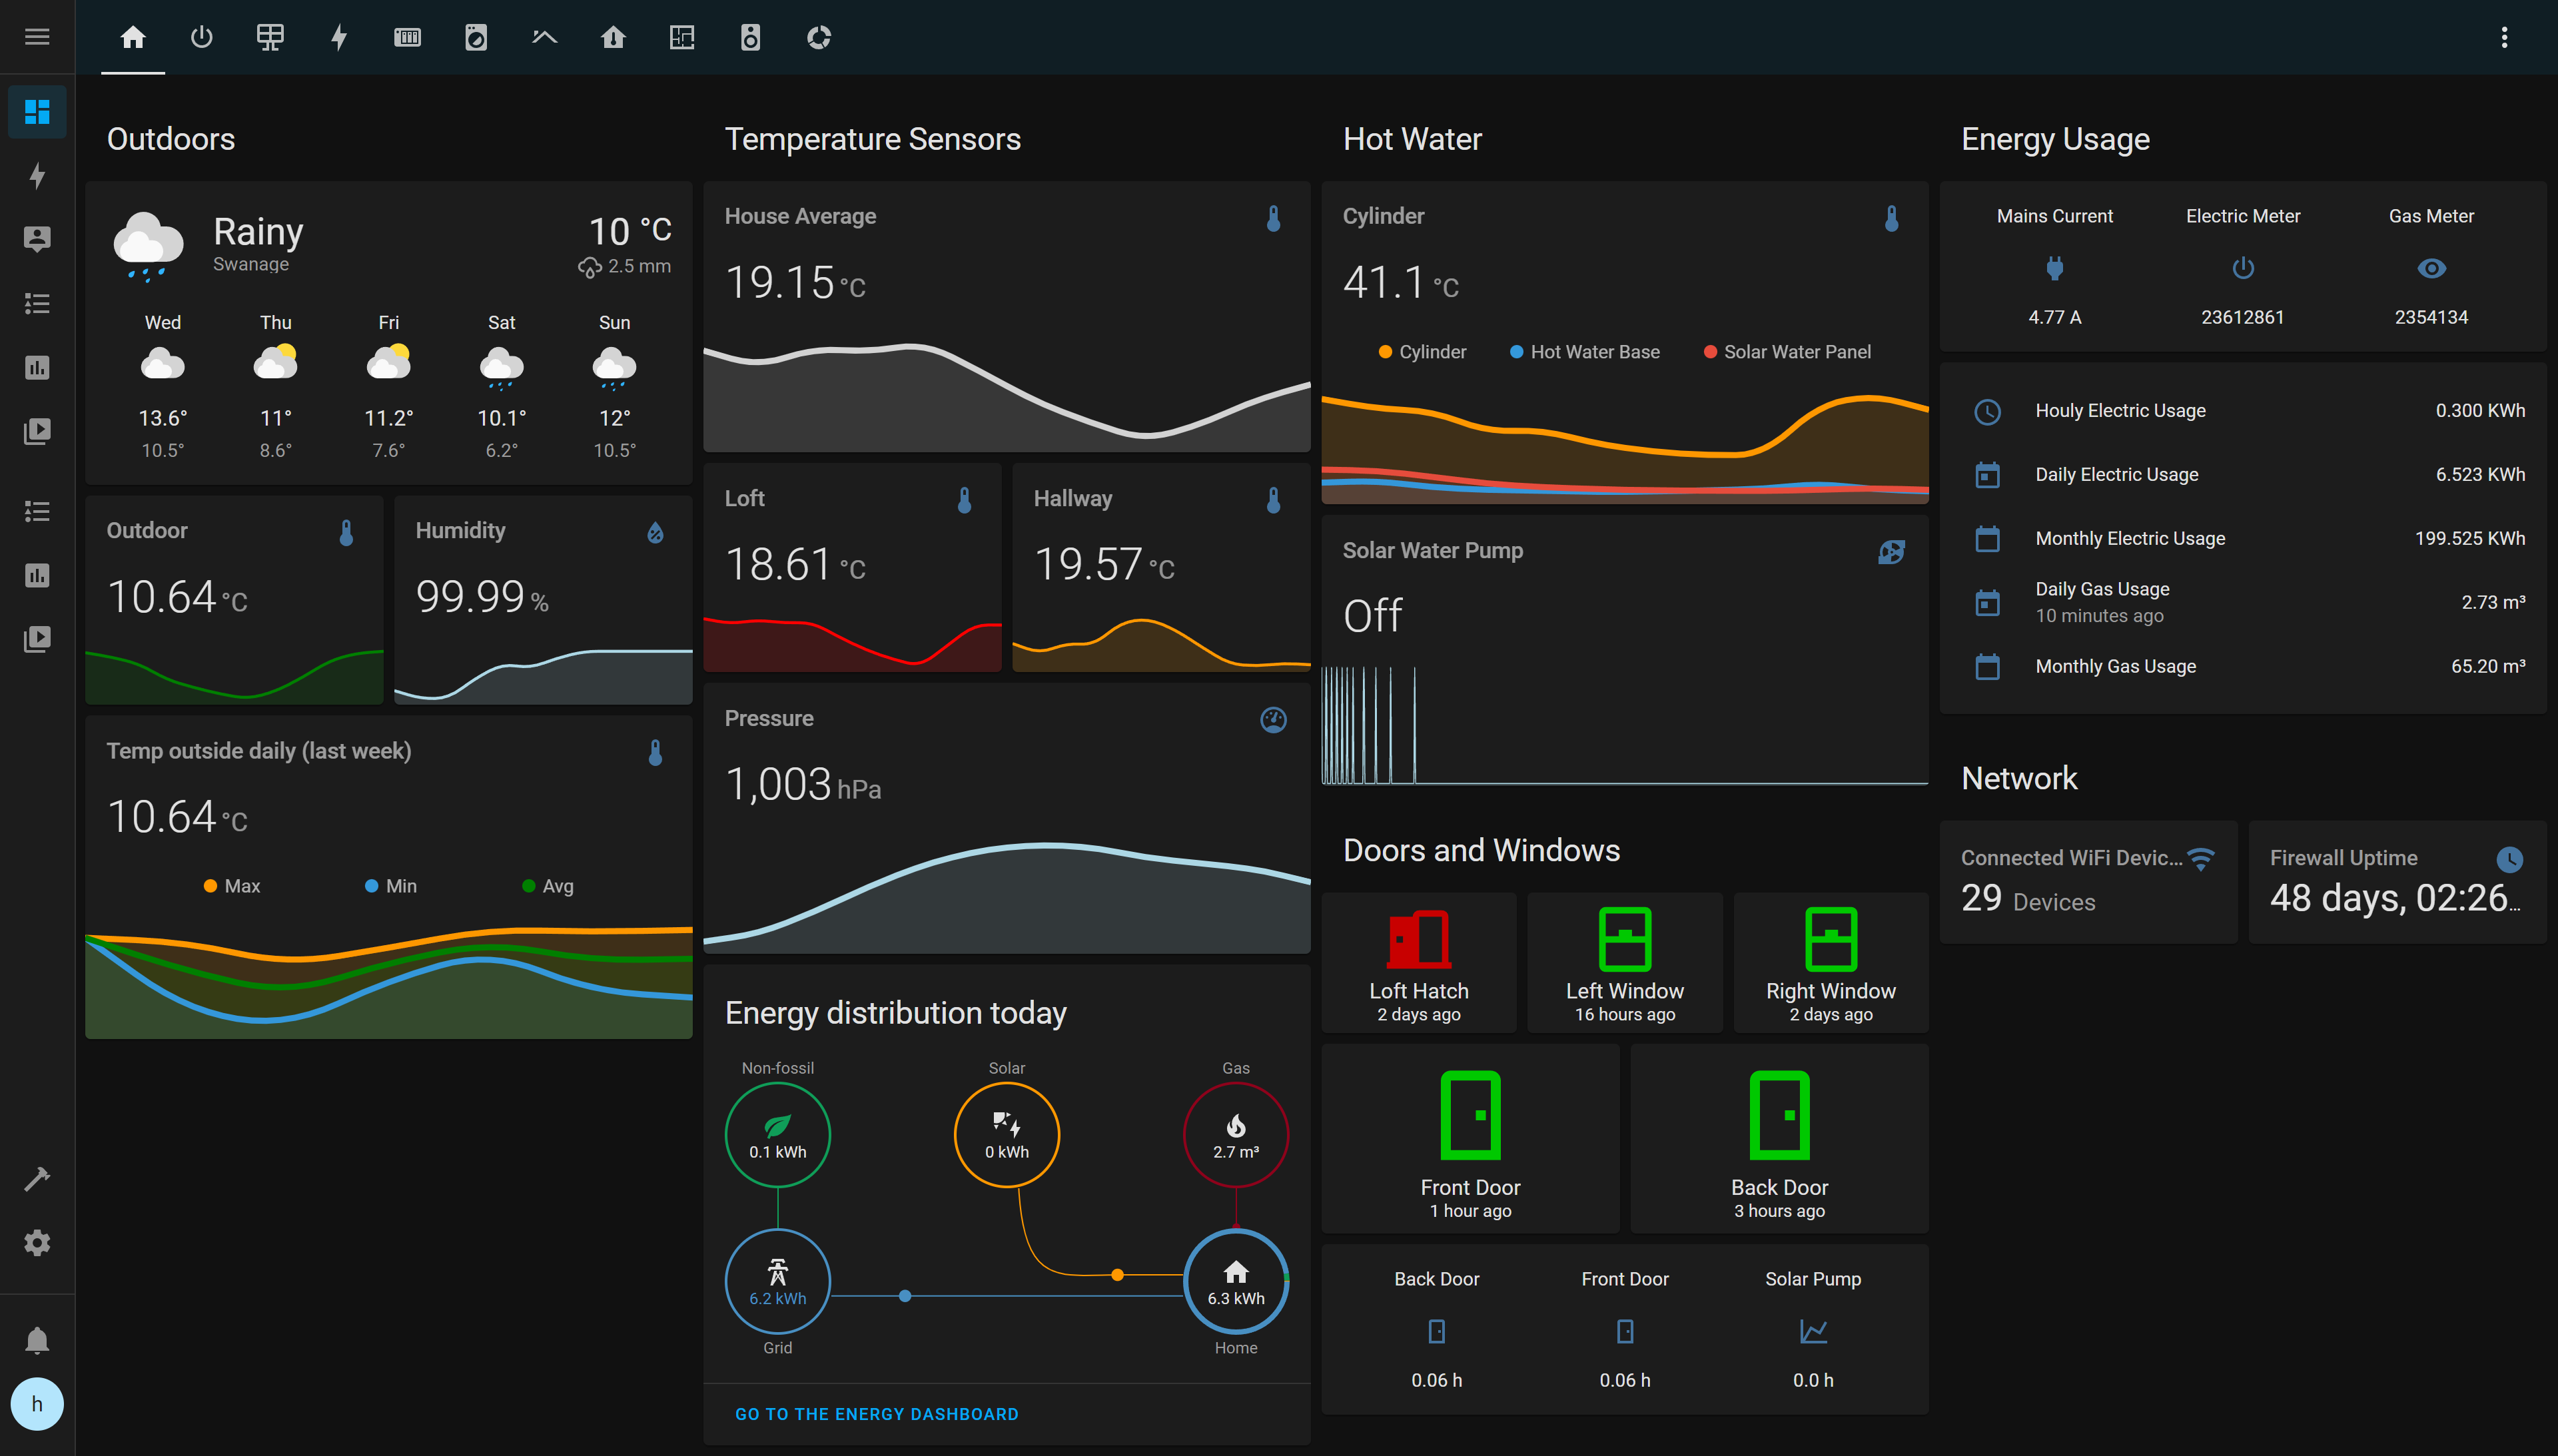 Outdoors
Rainy
Swanage
10 °C
2.5 mm
Wed Thu Fri Sat Sun
13.6° 11° 11.2° 10.1° 12°
10.5° 8.6° 7.6° 6.2° 10.5°
Outdoor
10.64 °C
Humidity
99.99 %
Temp outside daily (last week)
10.64 °C
Max Min Avg
Temperature Sensors
House Average
19.15 °C
Loft
18.61 °C
Hallway
19.57 °C
Pressure
1,003 hPa
Energy distribution today
Non-fossil Solar Gas
0.1 kWh 0 kWh 2.7 m³
6.2 kWh 6.3 kWh
Grid Home
GO TO THE ENERGY DASHBOARD
Hot Water
Cylinder
41.1 °C
Cylinder Hot Water Base Solar Water Panel
Solar Water Pump
Off
Doors and Windows
Loft Hatch
2 days ago
Left Window
16 hours ago
Right Window
2 days ago
Front Door
1 hour ago
Back Door
3 hours ago
Back Door Front Door Solar Pump
0.06 h 0.06 h 0.0 h
Energy Usage
Mains Current Electric Meter Gas Meter
4.77 A 23612861 2354134
Houly Electric Usage 0.300 KWh
Daily Electric Usage 6.523 KWh
Monthly Electric Usage 199.525 KWh
Daily Gas Usage 2.73 m³
10 minutes ago
Monthly Gas Usage 65.20 m³
Network
Connected WiFi Devic...
29 Devices
Firewall Uptime
48 days, 02:26...
h